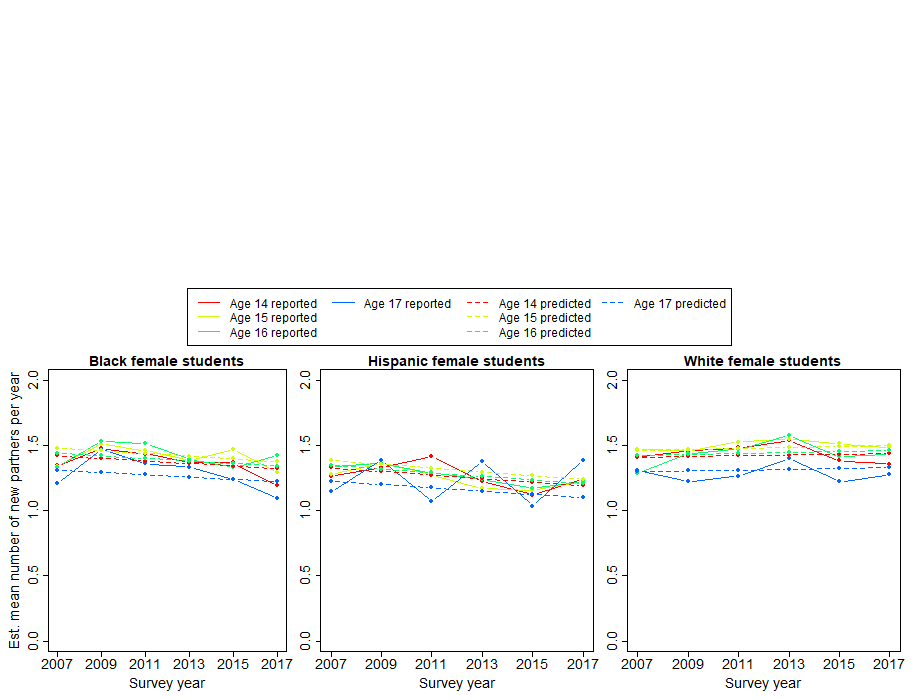 Age 14 reported Age 17 reported Age 14 predicted Age 17 predicted
Age 15 reported Age 15 predicted
Age 16 reported Age 16 predicted
Black female students Hispanic female students White female students
Est. mean number of new partners per year
2.0 2.0 2.0
1.5 1.5 1.5
1.0 1.0 1.0
0.5 0.5 0.5
0.0 0.0 0.0
2007 2009 2011 2013 2015 2017 2007 2009 2011 2013 2015 2017 2007 2009 2011 2013 2015 2017
Survey year Survey year Survey year